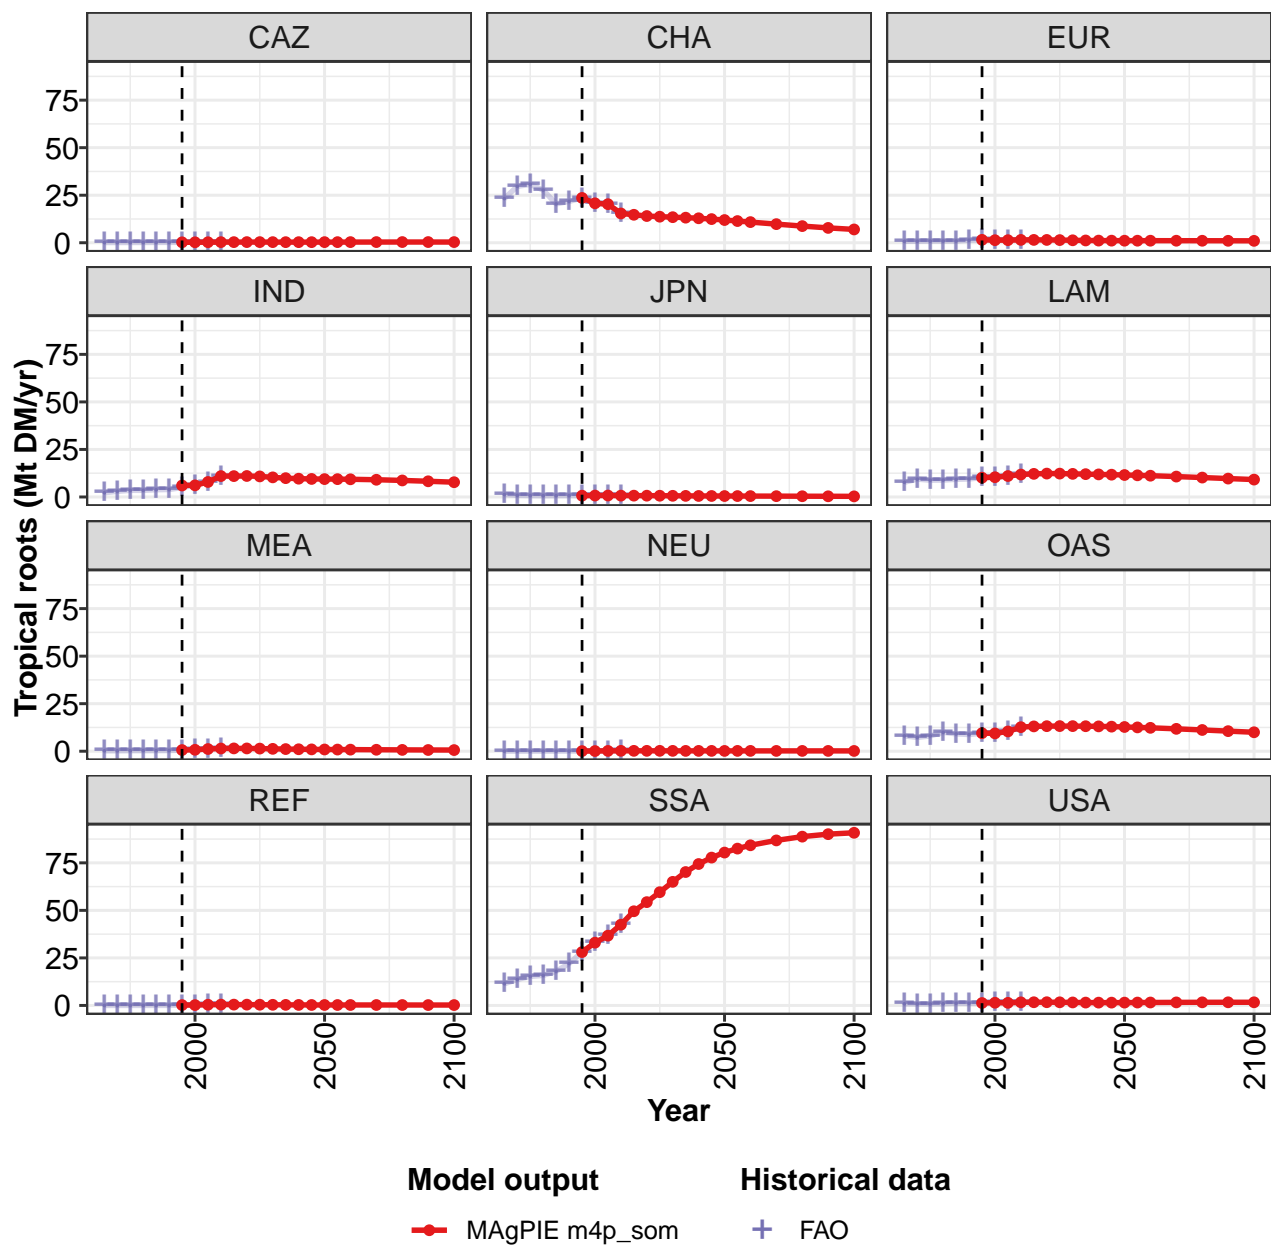 CAZ CHA EUR
75
50
25
0
IND JPN LAM
75
50
25
0
MEA NEU OAS
75
50
25
0
REF SSA USA
75
50
25
0
Tropical roots (Mt DM/yr)
2000 2050 2100 2000 2050 2100 2000 2050 2100
Year
Model output Historical data
MAgPIE m4p_som FAO